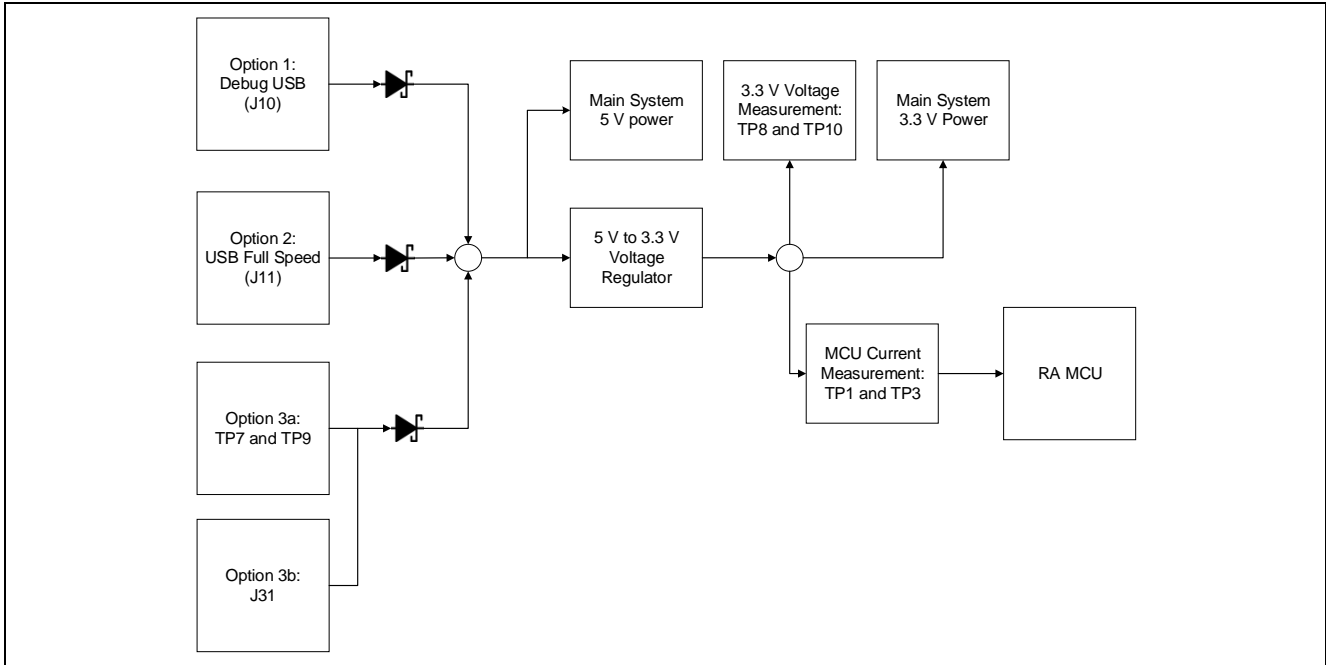 Option 1:
Debug USB
(J10)
Option 2:
USB Full Speed
(J11)
Option 3a:
TP7 and TP9
Option 3b:
J31
Main System
5 V power
5 V to 3.3 V
Voltage
Regulator
3.3 V Voltage
Measurement:
TP8 and TP10
Main System
3.3 V Power
MCU Current
Measurement:
TP1 and TP3
RA MCU